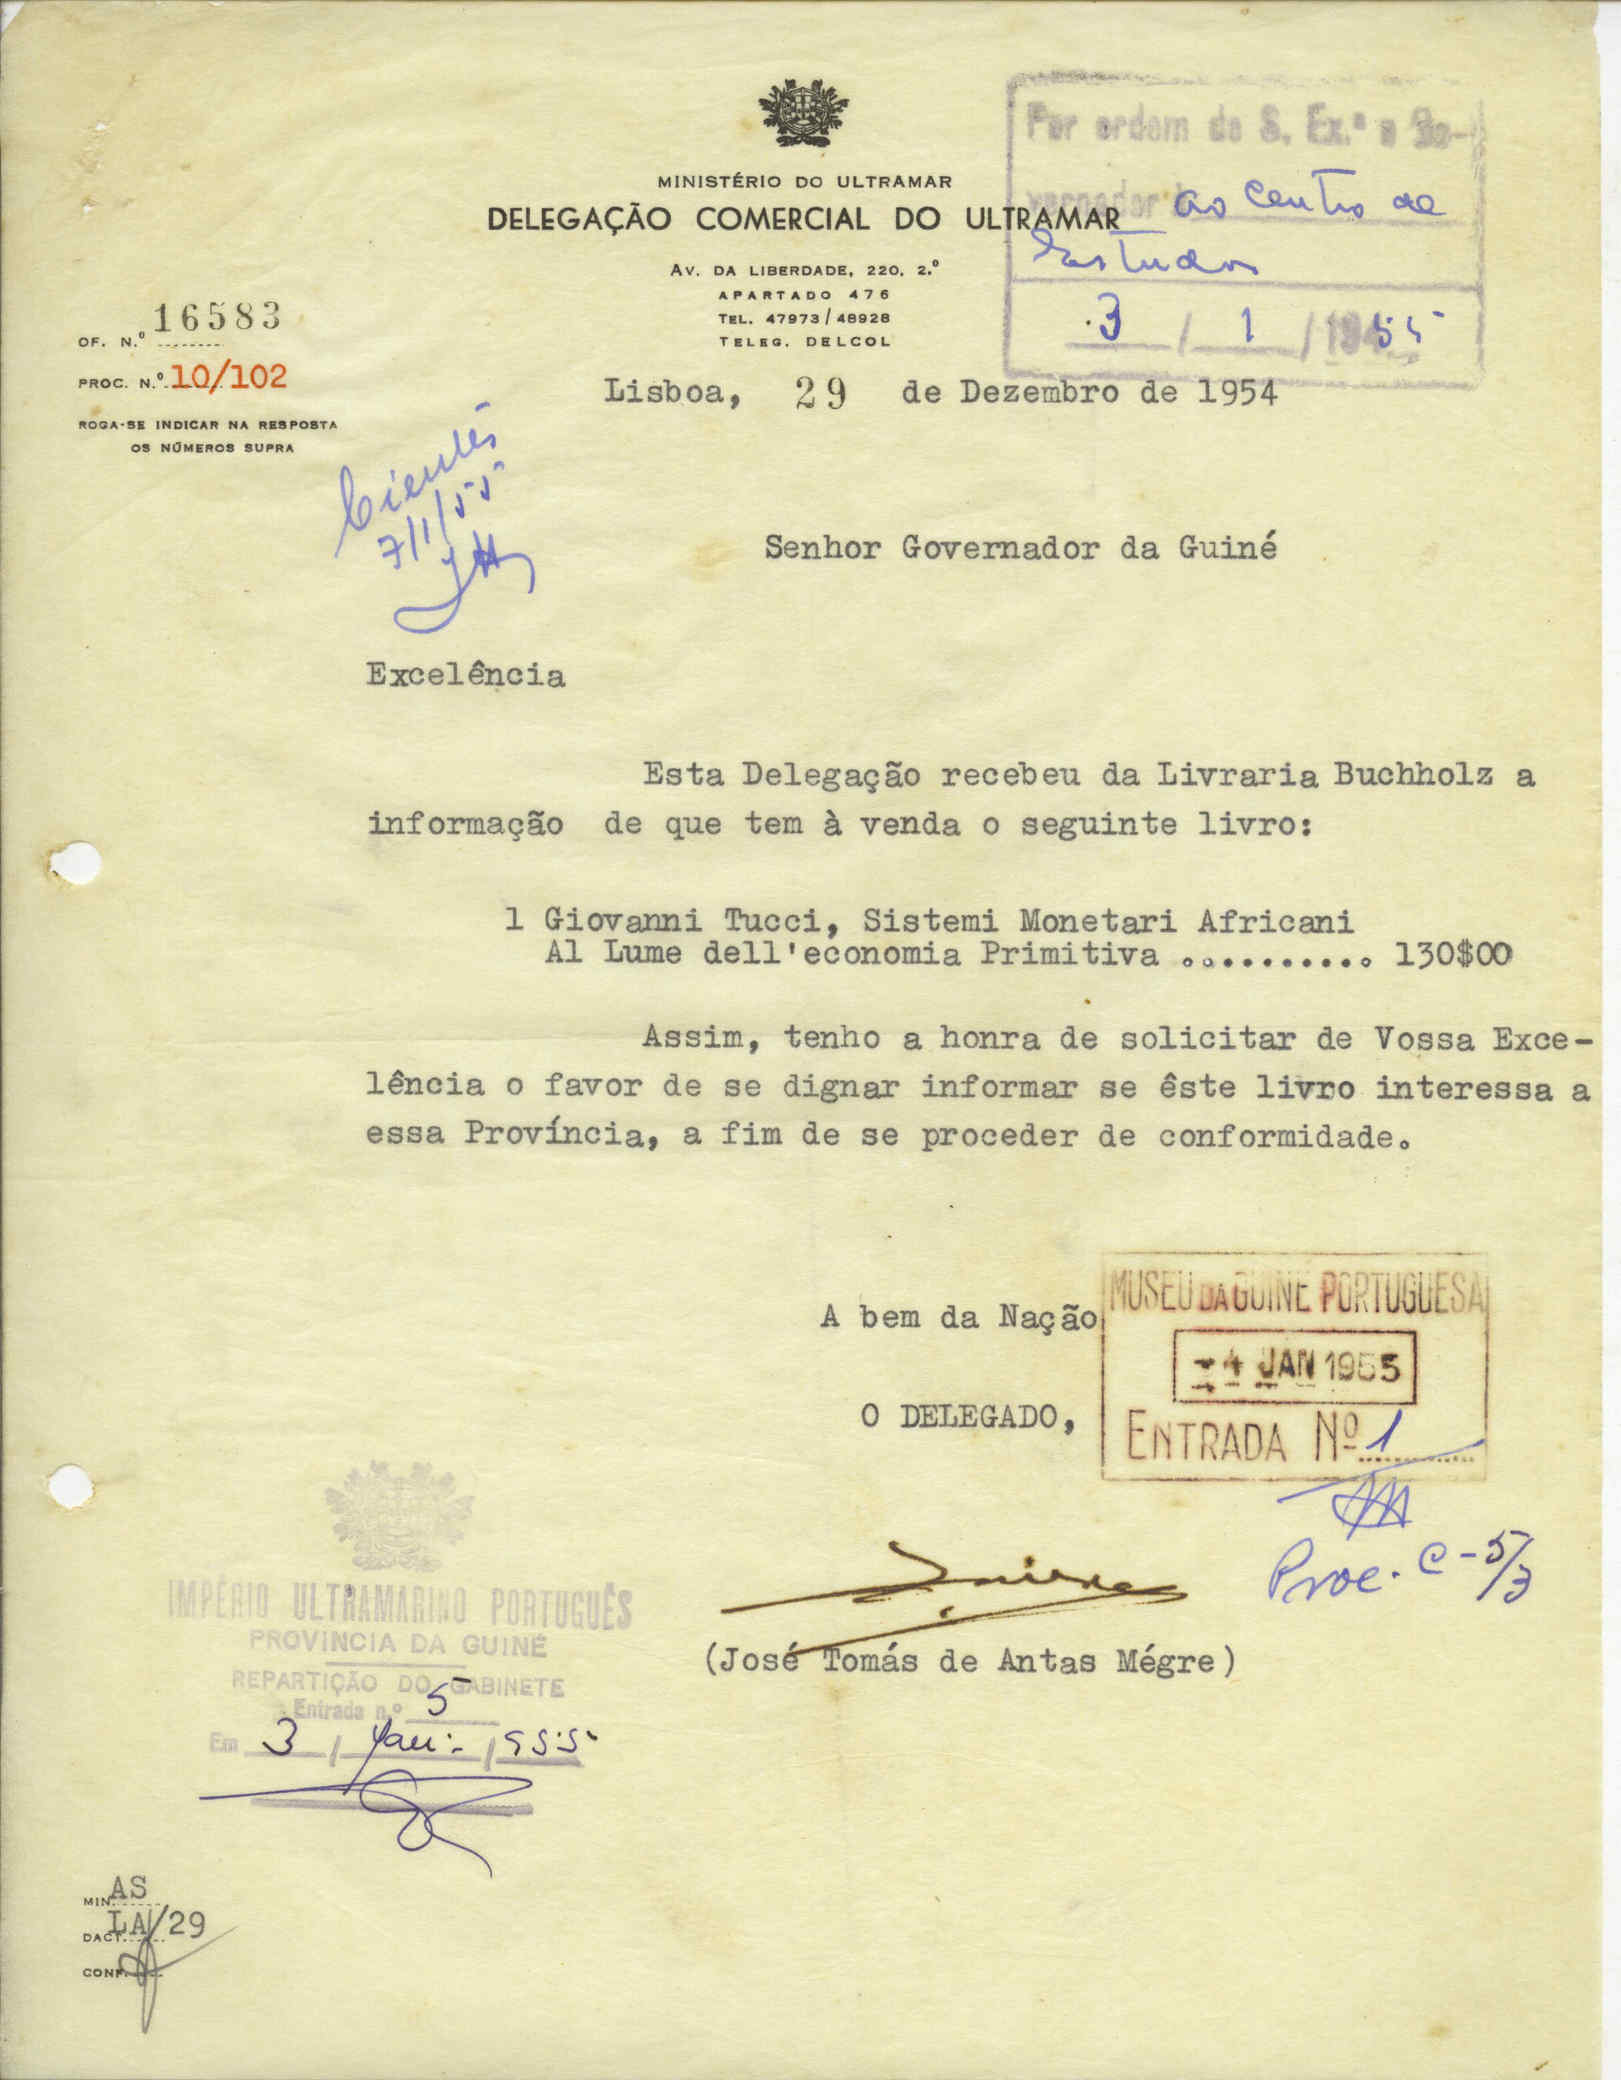 MINISTÉRIO DO ULTRAMAR
DELEGAÇÃO COMERCIAL DO ULTRAMAR
AV. DA LIBERDADE, 220, 2.º
APARTADO 476
TEL. 47973/48928
TELEG. DELCOL
Por ordem de S. Ex.ª o Go-
vernador ao Centro de
Estudos
3 / 1 / 1955
OF. N.º 16583
PROC. N.º 10/102
ROGA-SE INDICAR NA RESPOSTA
OS NÚMEROS SUPRA
Lisboa, 29 de Dezembro de 1954
7/1/55
Senhor Governador da Guiné
Excelência
Esta Delegação recebeu da Livraria Buchholz a
informação de que tem à venda o seguinte livro:
1 Giovanni Tucci, Sistemi Monetari Africani
Al Lume dell'economia Primitiva .......... 130$00
Assim, tenho a honra de solicitar de Vossa Exce-
lência o favor de se dignar informar se êste livro interessa a
essa Província, a fim de se proceder de conformidade.
A bem da Nação
O DELEGADO,
MUSEU DA GUINÉ PORTUGUESA
-4 JAN 1955
ENTRADA Nº 1
Proc. C-5/3
(José Tomás de Antas Mégre)
IMPÉRIO ULTRAMARINO PORTUGUÊS
PROVINCIA DA GUINÉ
REPARTIÇÃO DO GABINETE
Entrada n.º 5
Em 3 / Jan. / 955
MIN. AS
DACT. LA/29
CONF.